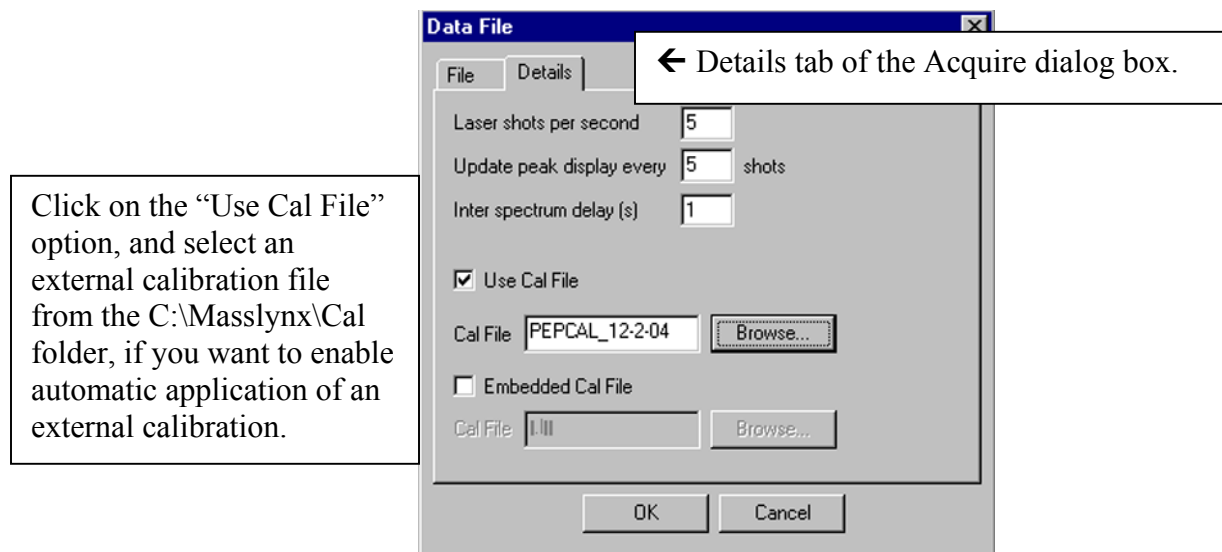 Data File
← Details tab of the Acquire dialog box.
File
Details
Laser shots per second 5
Update peak display every 5 shots
Inter spectrum delay (s) 1
Click on the “Use Cal File”
option, and select an
external calibration file
from the C:\Masslynx\Cal
folder, if you want to enable
automatic application of an
external calibration.
Use Cal File
Cal File PEPCAL_12-2-04 Browse...
Embedded Cal File
Cal File Browse...
OK Cancel